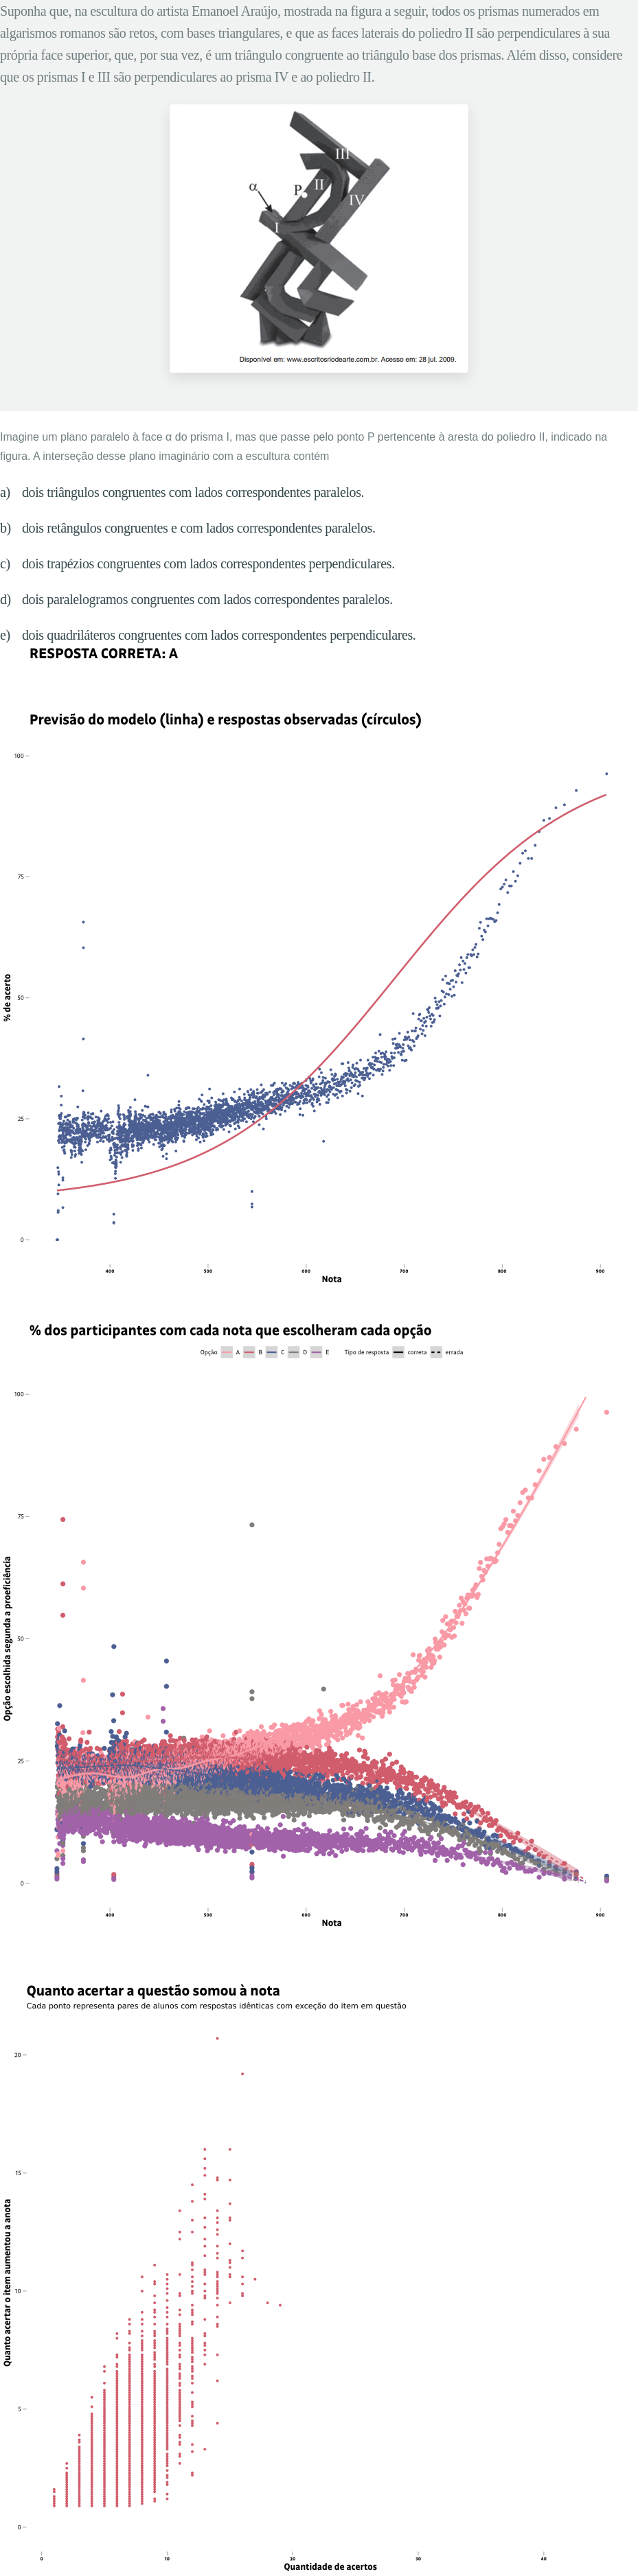 Suponha que, na escultura do artista Emanoel Araújo, mostrada na figura a seguir, todos os prismas numerados em
algarismos romanos são retos, com bases triangulares, e que as faces laterais do poliedro II são perpendiculares à sua
própria face superior, que, por sua vez, é um triângulo congruente ao triângulo base dos prismas. Além disso, considere
que os prismas I e III são perpendiculares ao prisma IV e ao poliedro II.
III
α
P
II
IV
I
Disponível em: www.escritosriodearte.com.br. Acesso em: 28 jul. 2009.
Imagine um plano paralelo à face α do prisma I, mas que passe pelo ponto P pertencente à aresta do poliedro II, indicado na
figura. A interseção desse plano imaginário com a escultura contém
a) dois triângulos congruentes com lados correspondentes paralelos.
b) dois retângulos congruentes e com lados correspondentes paralelos.
c) dois trapézios congruentes com lados correspondentes perpendiculares.
d) dois paralelogramos congruentes com lados correspondentes paralelos.
e) dois quadriláteros congruentes com lados correspondentes perpendiculares.
RESPOSTA CORRETA: A
Previsão do modelo (linha) e respostas observadas (círculos)
100
75
50
25
0
% de acerto
400 500 600 700 800 900
Nota
% dos participantes com cada nota que escolheram cada opção
Opção A B C D E Tipo de resposta correta errada
100
75
50
25
0
Opção escolhida segunda a proeficiência
400 500 600 700 800 900
Nota
Quanto acertar a questão somou à nota
Cada ponto representa pares de alunos com respostas idênticas com exceção do item em questão
20
15
10
5
0
Quanto acertar o item aumentou a anota
0 10 20 30 40
Quantidade de acertos